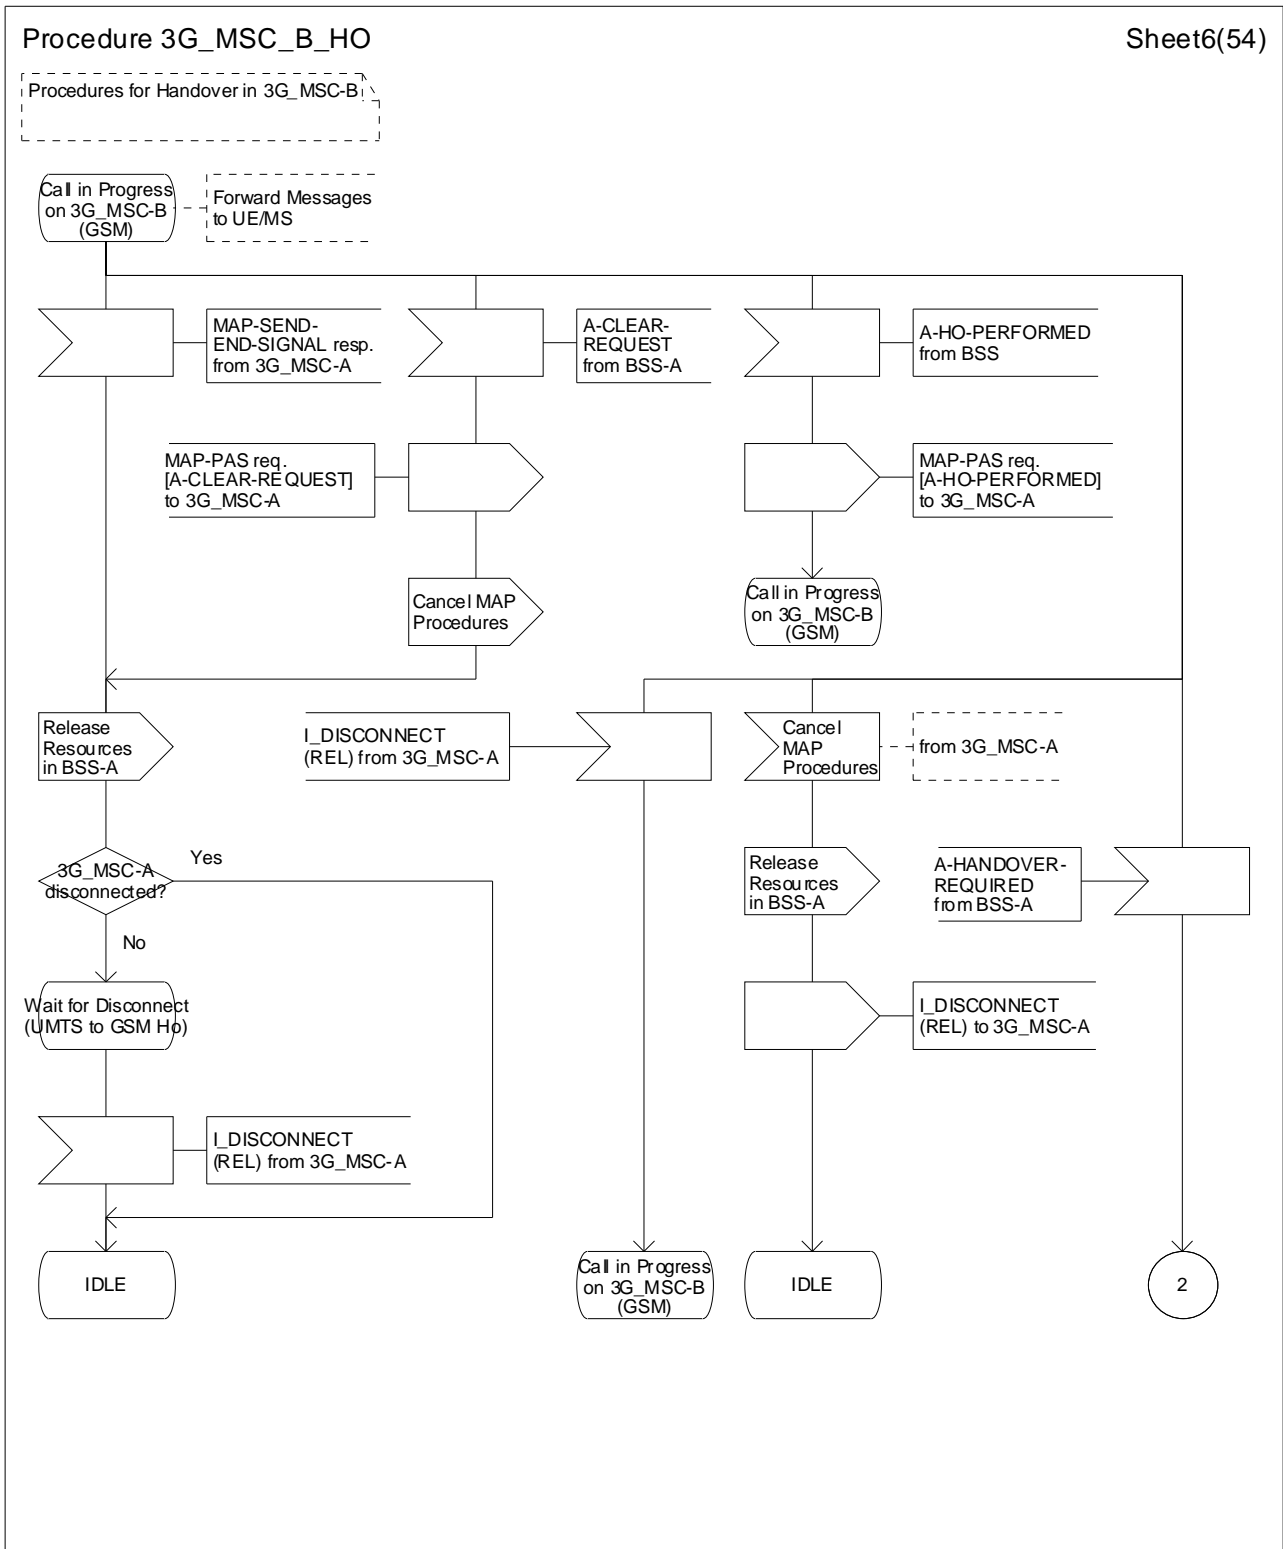 Procedure 3G_MSC_B_HO
Sheet6(54)
Procedures for Handover in 3G_MSC-B
Call in Progress
on 3G_MSC-B
(GSM)
Forward Messages
to UE/MS
MAP-SEND-
END-SIGNAL resp.
from 3G_MSC-A
A-CLEAR-
REQUEST
from BSS-A
A-HO-PERFORMED
from BSS
MAP-PAS req.
[A-CLEAR-REQUEST]
to 3G_MSC-A
MAP-PAS req.
[A-HO-PERFORMED]
to 3G_MSC-A
Cancel MAP
Procedures
Call in Progress
on 3G_MSC-B
(GSM)
Release
Resources
in BSS-A
I_DISCONNECT
(REL) from 3G_MSC-A
Cancel
MAP
Procedures
from 3G_MSC-A
3G_MSC-A
disconnected?
Yes
No
Release
Resources
in BSS-A
A-HANDOVER-
REQUIRED
from BSS-A
Wait for Disconnect
(UMTS to GSM Ho)
I_DISCONNECT
(REL) to 3G_MSC-A
I_DISCONNECT
(REL) from 3G_MSC-A
IDLE
Call in Progress
on 3G_MSC-B
(GSM)
IDLE
2